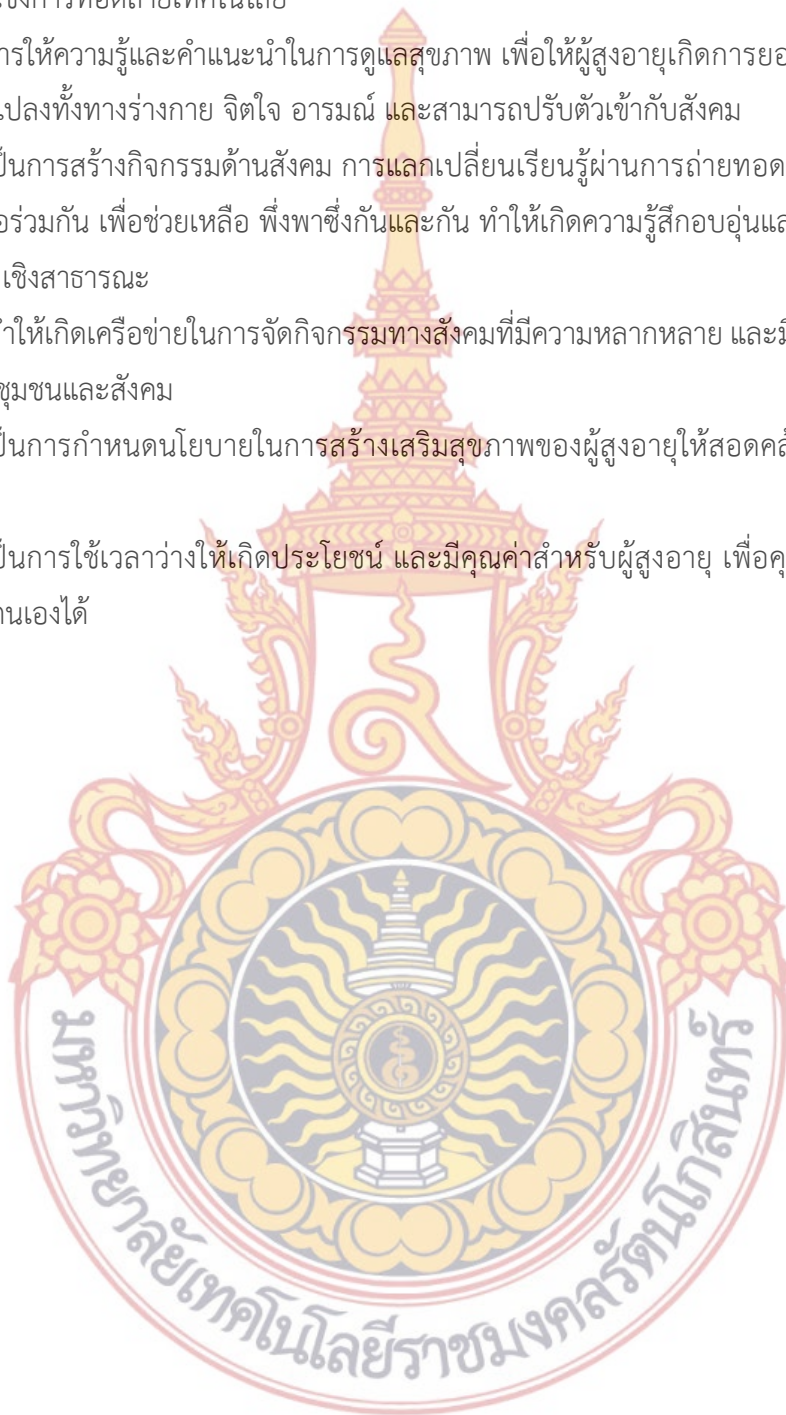 การให้ความรู้และคำแนะนำในการดูแลสุขภาพ เพื่อให้ผู้สูงอายุเกิดการยอ
แปลงทั้งทางร่างกาย จิตใจ อารมณ์ และสามารถปรับตัวเข้ากับสังคม
ป็นการสร้างกิจกรรมด้านสังคม การแลกเปลี่ยนเรียนรู้ผ่านการถ่ายทอด
อร่วมกัน เพื่อช่วยเหลือ พึ่งพาซึ่งกันและกัน ทำให้เกิดความรู้สึกอบอุ่นแล
เชิงสาธารณะ
ทำให้เกิดเครือข่ายในการจัดกิจกรรมทางสังคมที่มีความหลากหลาย และมี
ชุมชนและสังคม
ป็นการกำหนดนโยบายในการสร้างเสริมสุขภาพของผู้สูงอายุให้สอดคล้
ป็นการใช้เวลาว่างให้เกิดประโยชน์ และมีคุณค่าสำหรับผู้สูงอายุ เพื่อคุ
านเองได้
มหาวิทยาลัยเทคโนโลยีราชมงคลรัตนโกสินทร์